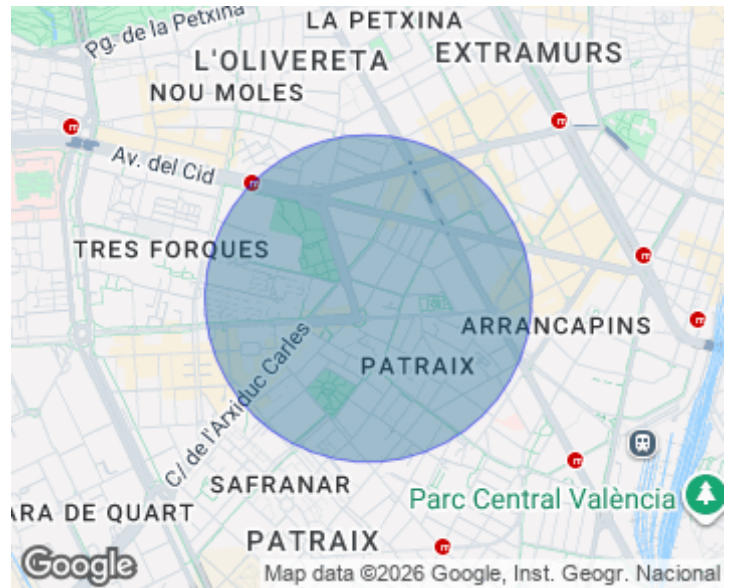 LA PETXINA
Pg. de la Petxina
L'OLIVERETA
EXTRAMURS
NOU MOLES
Av. del Cid
TRES FORQUES
ARRANCAPINS
PATRAIX
C/ de l'Arxiduc Carles
SAFRANAR
Parc Central València
ARA DE QUART
PATRAIX
Google
Map data ©2026 Google, Inst. Geogr. Nacional